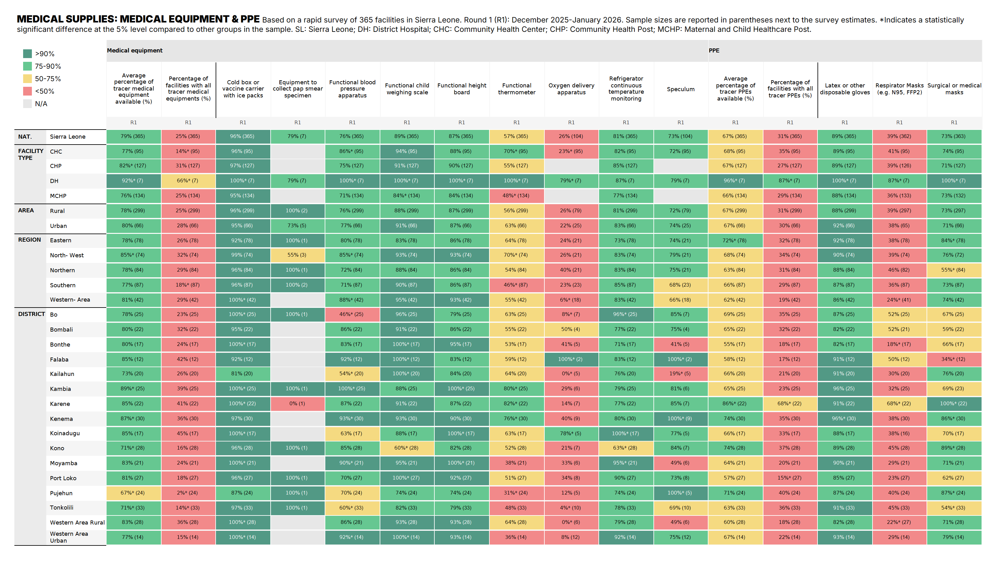 MEDICAL SUPPLIES: MEDICAL EQUIPMENT & PPE Based on a rapid survey of 365 facilities in Sierra Leone. Round 1 (R1): December 2025-January 2026. Sample sizes are reported in parentheses next to the survey estimates. *Indicates a statistically
significant difference at the 5% level compared to other groups in the sample. SL: Sierra Leone; DH: District Hospital; CHC: Community Health Center; CHP: Community Health Post; MCHP: Maternal and Child Healthcare Post.
>90%
75-90%
50-75%
<50%
N/A
Medical equipment PPE
Average percentage of tracer medical equipment available (%)
Percentage of facilities with all tracer medical equipments (%)
Cold box or vaccine carrier with ice packs
Equipment to collect pap smear specimen
Functional blood pressure apparatus
Functional child weighing scale
Functional height board
Functional thermometer
Oxygen delivery apparatus
Refrigerator continuous temperature monitoring
Speculum
Average percentage of tracer PPEs available (%)
Percentage of facilities with all tracer PPEs (%)
Latex or other disposable gloves
Respirator Masks (e.g. N95, FFP2)
Surgical or medical masks
R1 R1 R1 R1 R1 R1 R1 R1 R1 R1 R1 R1 R1 R1 R1 R1
NAT. Sierra Leone 79% (365) 25% (365) 96% (365) 79% (7) 76% (365) 89% (365) 87% (365) 57% (365) 26% (104) 81% (365) 73% (104) 67% (365) 31% (365) 89% (365) 39% (362) 73% (363)
FACILITY TYPE CHC 77% (95) 14%* (95) 96% (95) 86%* (95) 94% (95) 88% (95) 70%* (95) 23%* (95) 82% (95) 72% (95) 68% (95) 35% (95) 89% (95) 41% (95) 74% (95)
CHP 82%* (127) 31% (127) 97% (127) 75% (127) 91% (127) 90% (127) 55% (127) 85% (127) 67% (127) 27% (127) 89% (127) 39% (126) 71% (127)
DH 92%* (7) 66%* (7) 100%* (7) 79% (7) 100%* (7) 100%* (7) 100%* (7) 100%* (7) 79%* (7) 87% (7) 79% (7) 96%* (7) 87%* (7) 100%* (7) 87%* (7) 100%* (7)
MCHP 76% (134) 25% (134) 95% (134) 71% (134) 84%* (134) 84% (134) 48%* (134) 77% (134) 66% (134) 29% (134) 88% (134) 36% (133) 73% (132)
AREA Rural 78% (299) 25% (299) 96% (299) 100% (2) 76% (299) 88% (299) 87% (299) 56% (299) 26% (79) 81% (299) 72% (79) 67% (299) 31% (299) 88% (299) 39% (297) 73% (297)
Urban 80% (66) 28% (66) 95% (66) 73% (5) 77% (66) 91% (66) 87% (66) 63% (66) 22% (25) 83% (66) 74% (25) 67% (66) 30% (66) 92% (66) 38% (65) 71% (66)
REGION Eastern 78% (78) 26% (78) 92% (78) 100% (1) 80% (78) 83% (78) 86% (78) 64% (78) 24% (21) 73% (78) 74% (21) 72%* (78) 32% (78) 92% (78) 38% (78) 84%* (78)
North- West 85%* (74) 32% (74) 99% (74) 55% (3) 85%* (74) 93% (74) 93% (74) 70%* (74) 26% (21) 83% (74) 79% (21) 68% (74) 34% (74) 90% (74) 39% (74) 76% (72)
Northern 78% (84) 29% (84) 96% (84) 100% (1) 72% (84) 88% (84) 86% (84) 54% (84) 40% (21) 83% (84) 75% (21) 63% (84) 31% (84) 88% (84) 46% (82) 55%* (84)
Southern 77% (87) 18%* (87) 96% (87) 100% (2) 71% (87) 90% (87) 86% (87) 46%* (87) 23% (23) 85% (87) 68% (23) 66% (87) 29% (87) 87% (87) 36% (87) 73% (87)
Western- Area 81% (42) 29% (42) 100%* (42) 88%* (42) 95% (42) 93% (42) 55% (42) 6%* (18) 83% (42) 66% (18) 62% (42) 19% (42) 86% (42) 24%* (41) 74% (42)
DISTRICT Bo 78% (25) 23% (25) 100%* (25) 100% (1) 46%* (25) 96% (25) 79% (25) 63% (25) 8%* (7) 96%* (25) 85% (7) 69% (25) 35% (25) 87% (25) 52% (25) 67% (25)
Bombali 80% (22) 32% (22) 95% (22) 86% (22) 91% (22) 86% (22) 55% (22) 50% (4) 77% (22) 75% (4) 65% (22) 32% (22) 82% (22) 52% (21) 59% (22)
Bonthe 80% (17) 24% (17) 100%* (17) 83% (17) 100%* (17) 95% (17) 53% (17) 41% (5) 71% (17) 41% (5) 55% (17) 18% (17) 82% (17) 18%* (17) 66% (17)
Falaba 85% (12) 42% (12) 92% (12) 92% (12) 100%* (12) 83% (12) 59% (12) 100%* (2) 83% (12) 100%* (2) 58% (12) 17% (12) 91% (12) 50% (12) 34%* (12)
Kailahun 73% (20) 26% (20) 81% (20) 54%* (20) 100%* (20) 84% (20) 64% (20) 0%* (5) 76% (20) 19%* (5) 66% (20) 21% (20) 91% (20) 30% (20) 76% (20)
Kambia 89%* (25) 39% (25) 100%* (25) 100% (1) 100%* (25) 88% (25) 100%* (25) 80%* (25) 29% (6) 79% (25) 81% (6) 65% (25) 23% (25) 96% (25) 32% (25) 69% (23)
Karene 85% (22) 41% (22) 100%* (22) 0% (1) 87% (22) 91% (22) 87% (22) 82%* (22) 14% (7) 77% (22) 85% (7) 86%* (22) 68%* (22) 91% (22) 68%* (22) 100%* (22)
Kenema 87%* (30) 36% (30) 97% (30) 93%* (30) 93% (30) 90% (30) 76%* (30) 40% (9) 80% (30) 100%* (9) 74% (30) 35% (30) 96%* (30) 38% (30) 86%* (30)
Koinadugu 85% (17) 45% (17) 100%* (17) 63% (17) 88% (17) 100%* (17) 63% (17) 78%* (5) 100%* (17) 77% (5) 66% (17) 33% (17) 88% (17) 38% (16) 70% (17)
Kono 71%* (28) 16% (28) 96% (28) 100% (1) 85% (28) 60%* (28) 82% (28) 52% (28) 21% (7) 63%* (28) 84% (7) 74% (28) 37% (28) 89% (28) 45% (28) 89%* (28)
Moyamba 83% (21) 24% (21) 100%* (21) 90%* (21) 95% (21) 100%* (21) 38% (21) 33% (6) 95%* (21) 49% (6) 64% (21) 20% (21) 90% (21) 29% (21) 71% (21)
Port Loko 81% (27) 18% (27) 96% (27) 100% (1) 70% (27) 100%* (27) 92% (27) 51% (27) 34% (8) 90% (27) 73% (8) 57% (27) 15%* (27) 85% (27) 23% (27) 62% (27)
Pujehun 67%* (24) 2%* (24) 87% (24) 100% (1) 70% (24) 74% (24) 74% (24) 31%* (24) 12% (5) 74% (24) 100%* (5) 71% (24) 40% (24) 87% (24) 40% (24) 87%* (24)
Tonkolili 71%* (33) 14%* (33) 97% (33) 100% (1) 60%* (33) 82% (33) 79% (33) 48% (33) 4%* (10) 78% (33) 69% (10) 63% (33) 36% (33) 91% (33) 45% (33) 54%* (33)
Western Area Rural 83% (28) 36% (28) 100%* (28) 86% (28) 93% (28) 93% (28) 64% (28) 0%* (6) 79% (28) 49% (6) 60% (28) 18% (28) 82% (28) 22%* (27) 71% (28)
Western Area Urban 77% (14) 15% (14) 100%* (14) 92%* (14) 100%* (14) 93% (14) 36% (14) 8% (12) 92% (14) 75% (12) 67% (14) 22% (14) 93% (14) 29% (14) 79% (14)